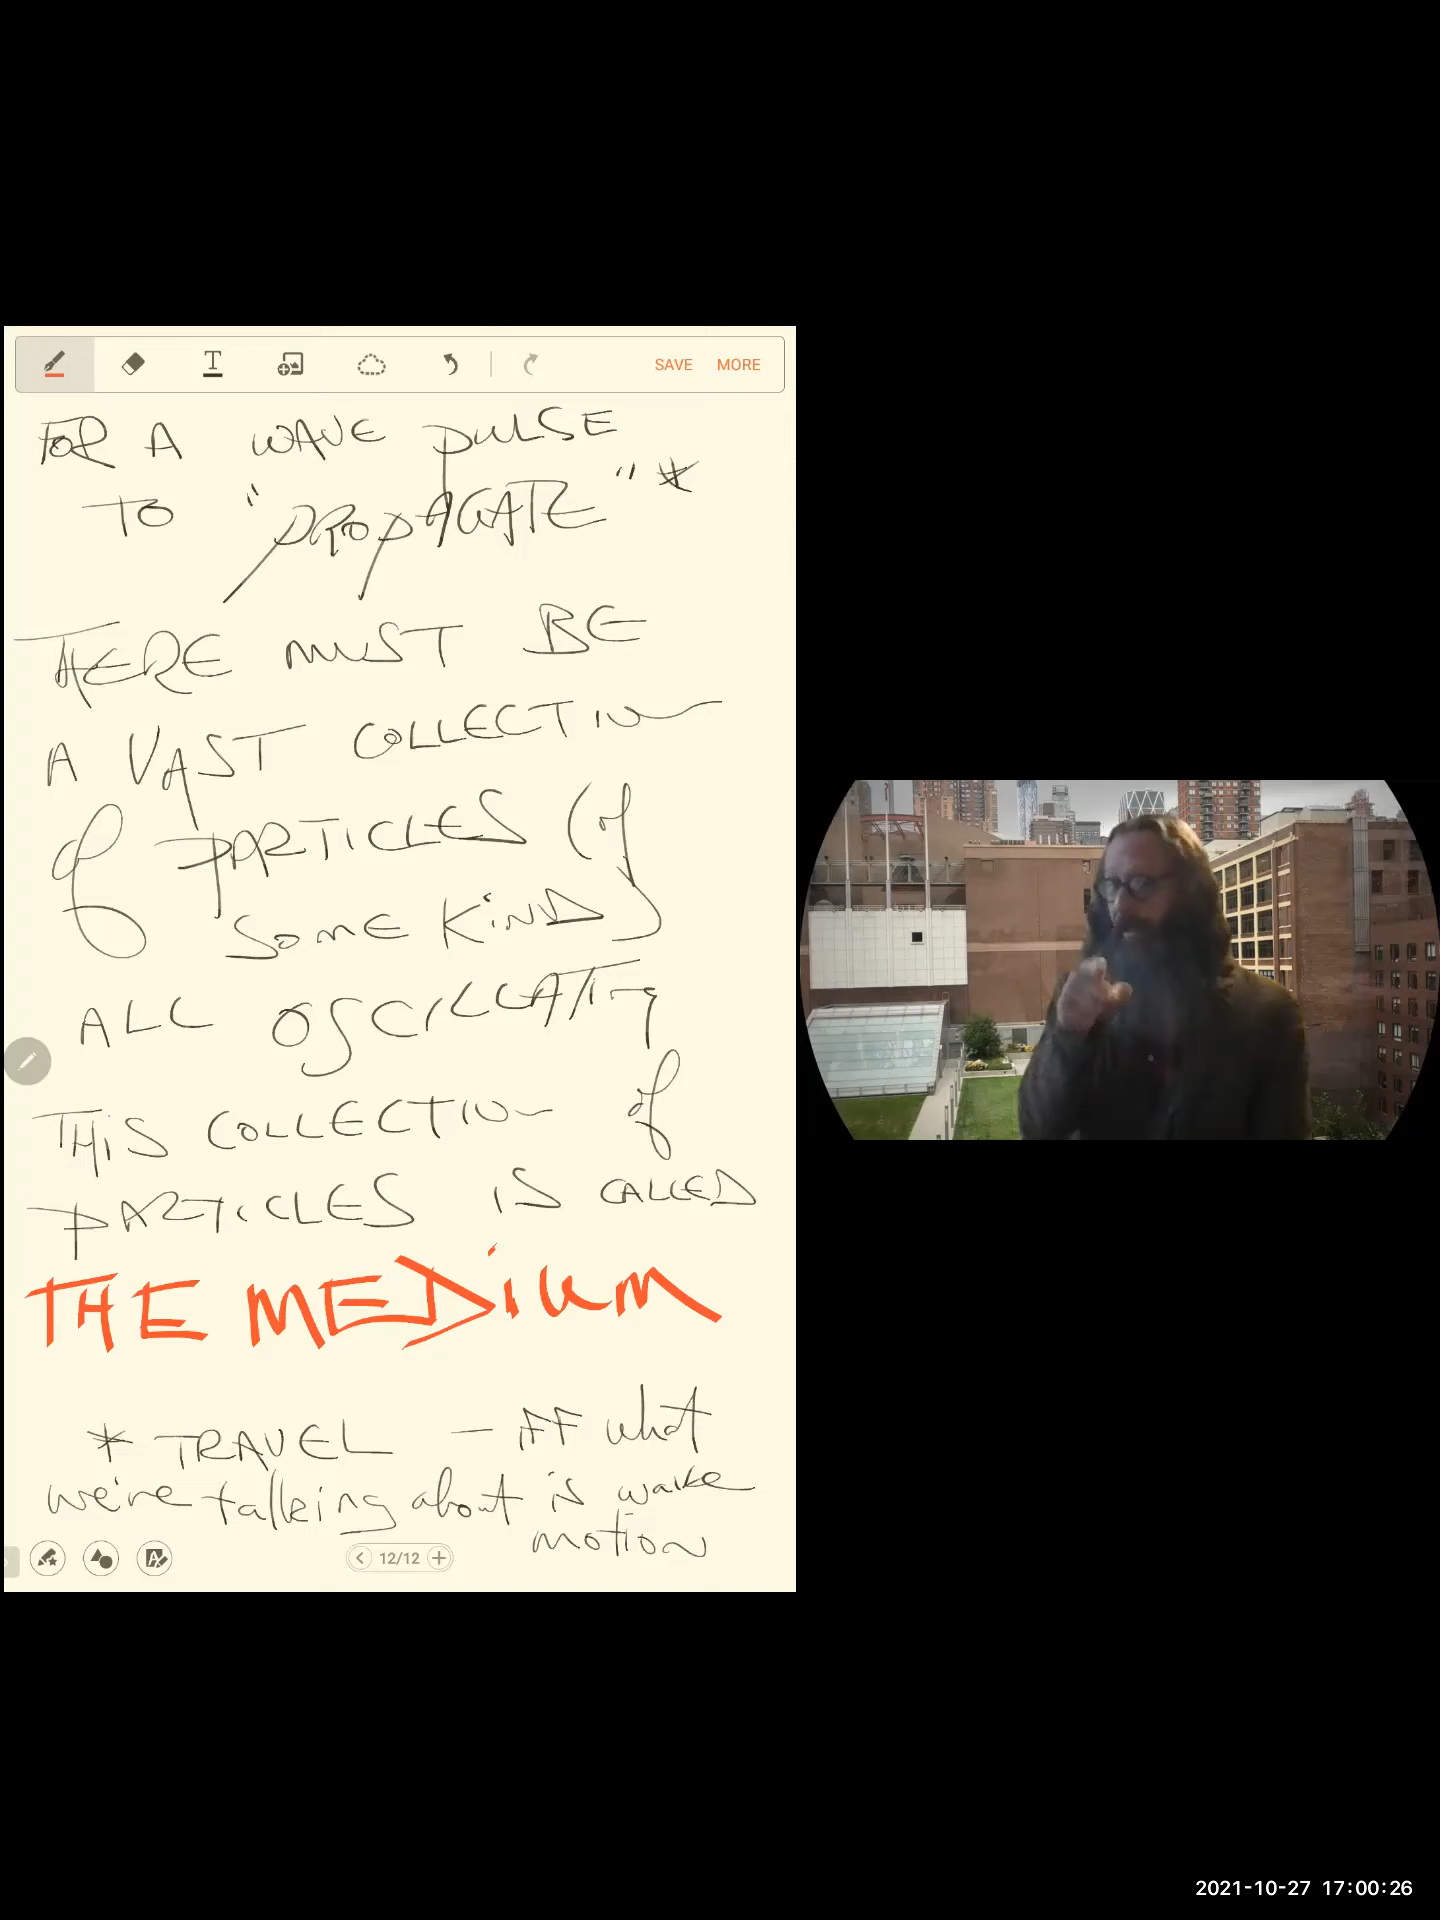 SAVE MORE
FOR A WAVE PULSE
TO "PROPAGATE" *
THERE MUST BE
A VAST COLLECTION
of PARTICLES (of
SOME KIND)
ALL OSCILLATING
THIS COLLECTION of
PARTICLES IS CALLED
THE MEDiUM
* TRAVEL - iFF what
we're talking about is wave
motion
12/12
2021-10-27 17:00:26